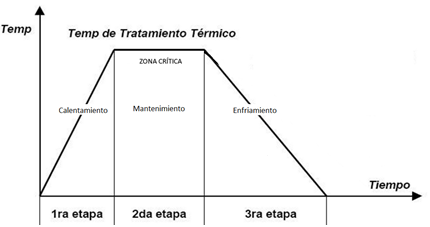 Temp
Temp de Tratamiento Térmico
ZONA CRÍTICA
Calentamiento
Mantenimiento
Enfriamiento
Tiempo
1ra etapa
2da etapa
3ra etapa